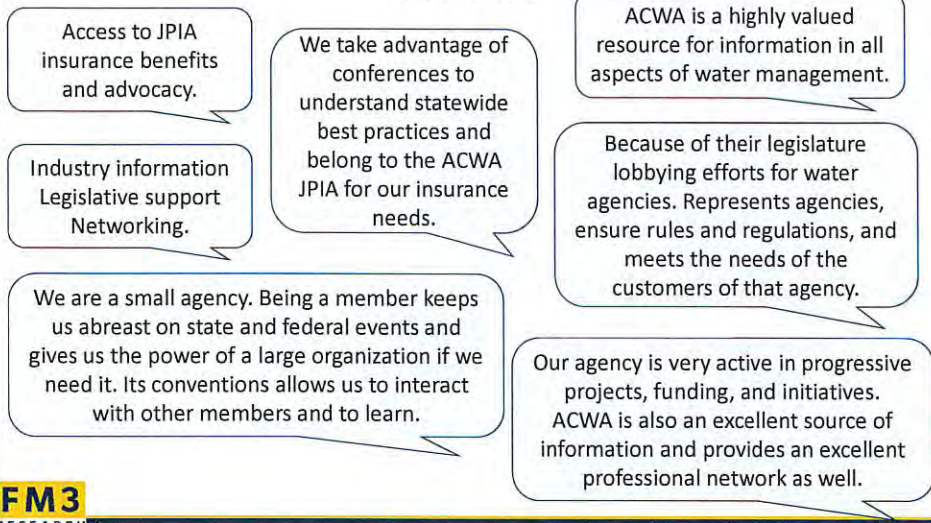 Access to JPIA
insurance benefits
and advocacy.
We take advantage of
conferences to
understand statewide
best practices and
belong to the ACWA
JPIA for our insurance
needs.
ACWA is a highly valued
resource for information in all
aspects of water management.
Industry information
Legislative support
Networking.
Because of their legislature
lobbying efforts for water
agencies. Represents agencies,
ensure rules and regulations, and
meets the needs of the
customers of that agency.
We are a small agency. Being a member keeps
us abreast on state and federal events and
gives us the power of a large organization if we
need it. Its conventions allows us to interact
with other members and to learn.
Our agency is very active in progressive
projects, funding, and initiatives.
ACWA is also an excellent source of
information and provides an excellent
professional network as well.
FM3